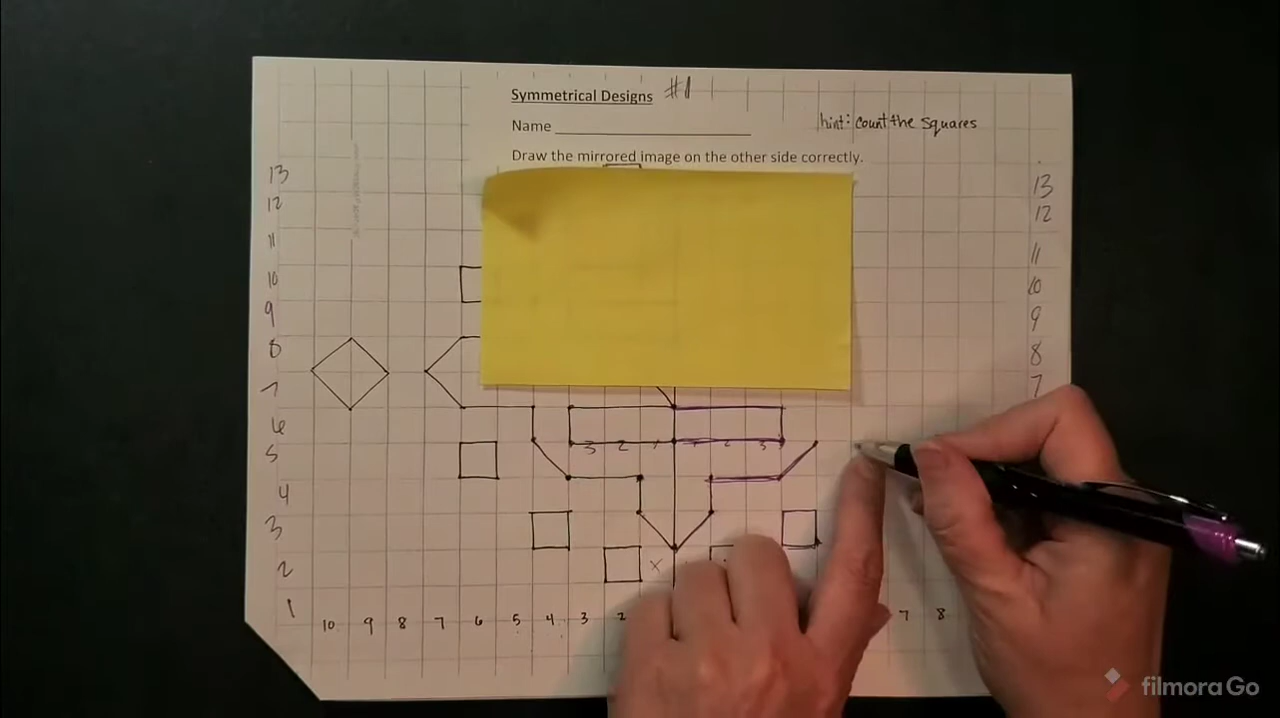 Symmetrical Designs #1
Name
hint: count the squares
Draw the mirrored image on the other side correctly.
13 13
12 12
11 11
10 10
9 9
8 8
7 7
6
5 3 2 1 1 2 3
4
3
2 x
1
10 9 8 7 6 5 4 3 2 7 8
filmoraGo